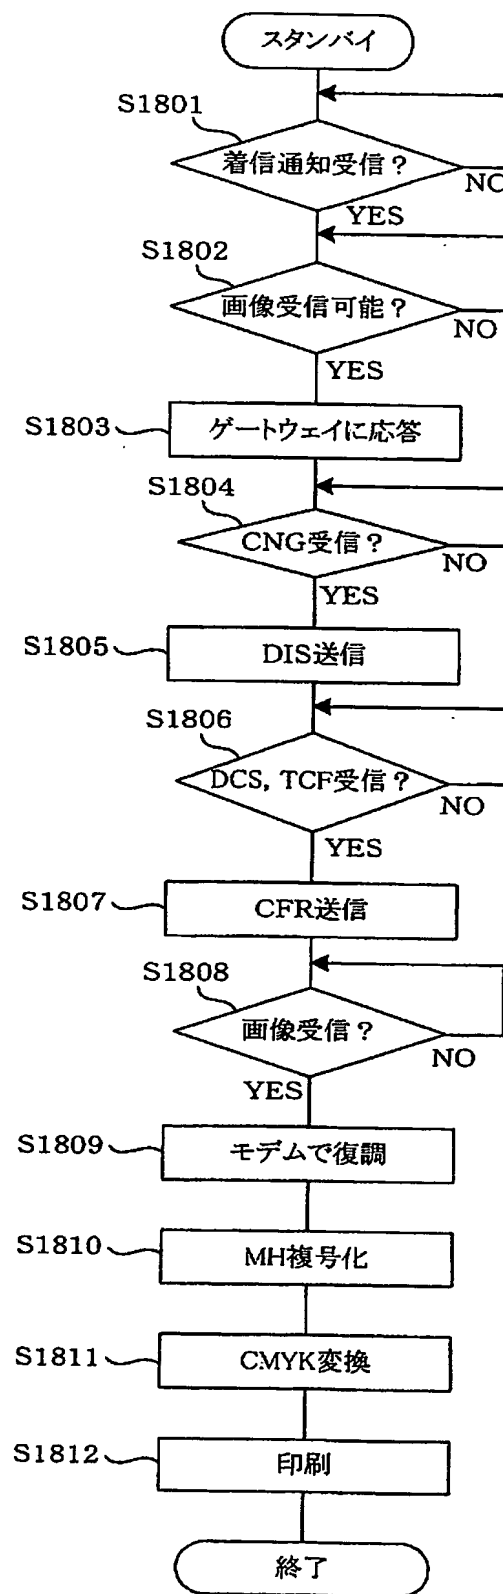 スタンバイ
S1801
着信通知受信？
NO
YES
S1802
画像受信可能？
NO
YES
S1803
ゲートウェイに応答
S1804
CNG受信？
NO
YES
S1805
DIS送信
S1806
DCS, TCF受信？
NO
YES
S1807
CFR送信
S1808
画像受信？
NO
YES
S1809
モデムで復調
S1810
MH複号化
S1811
CMYK変換
S1812
印刷
終了